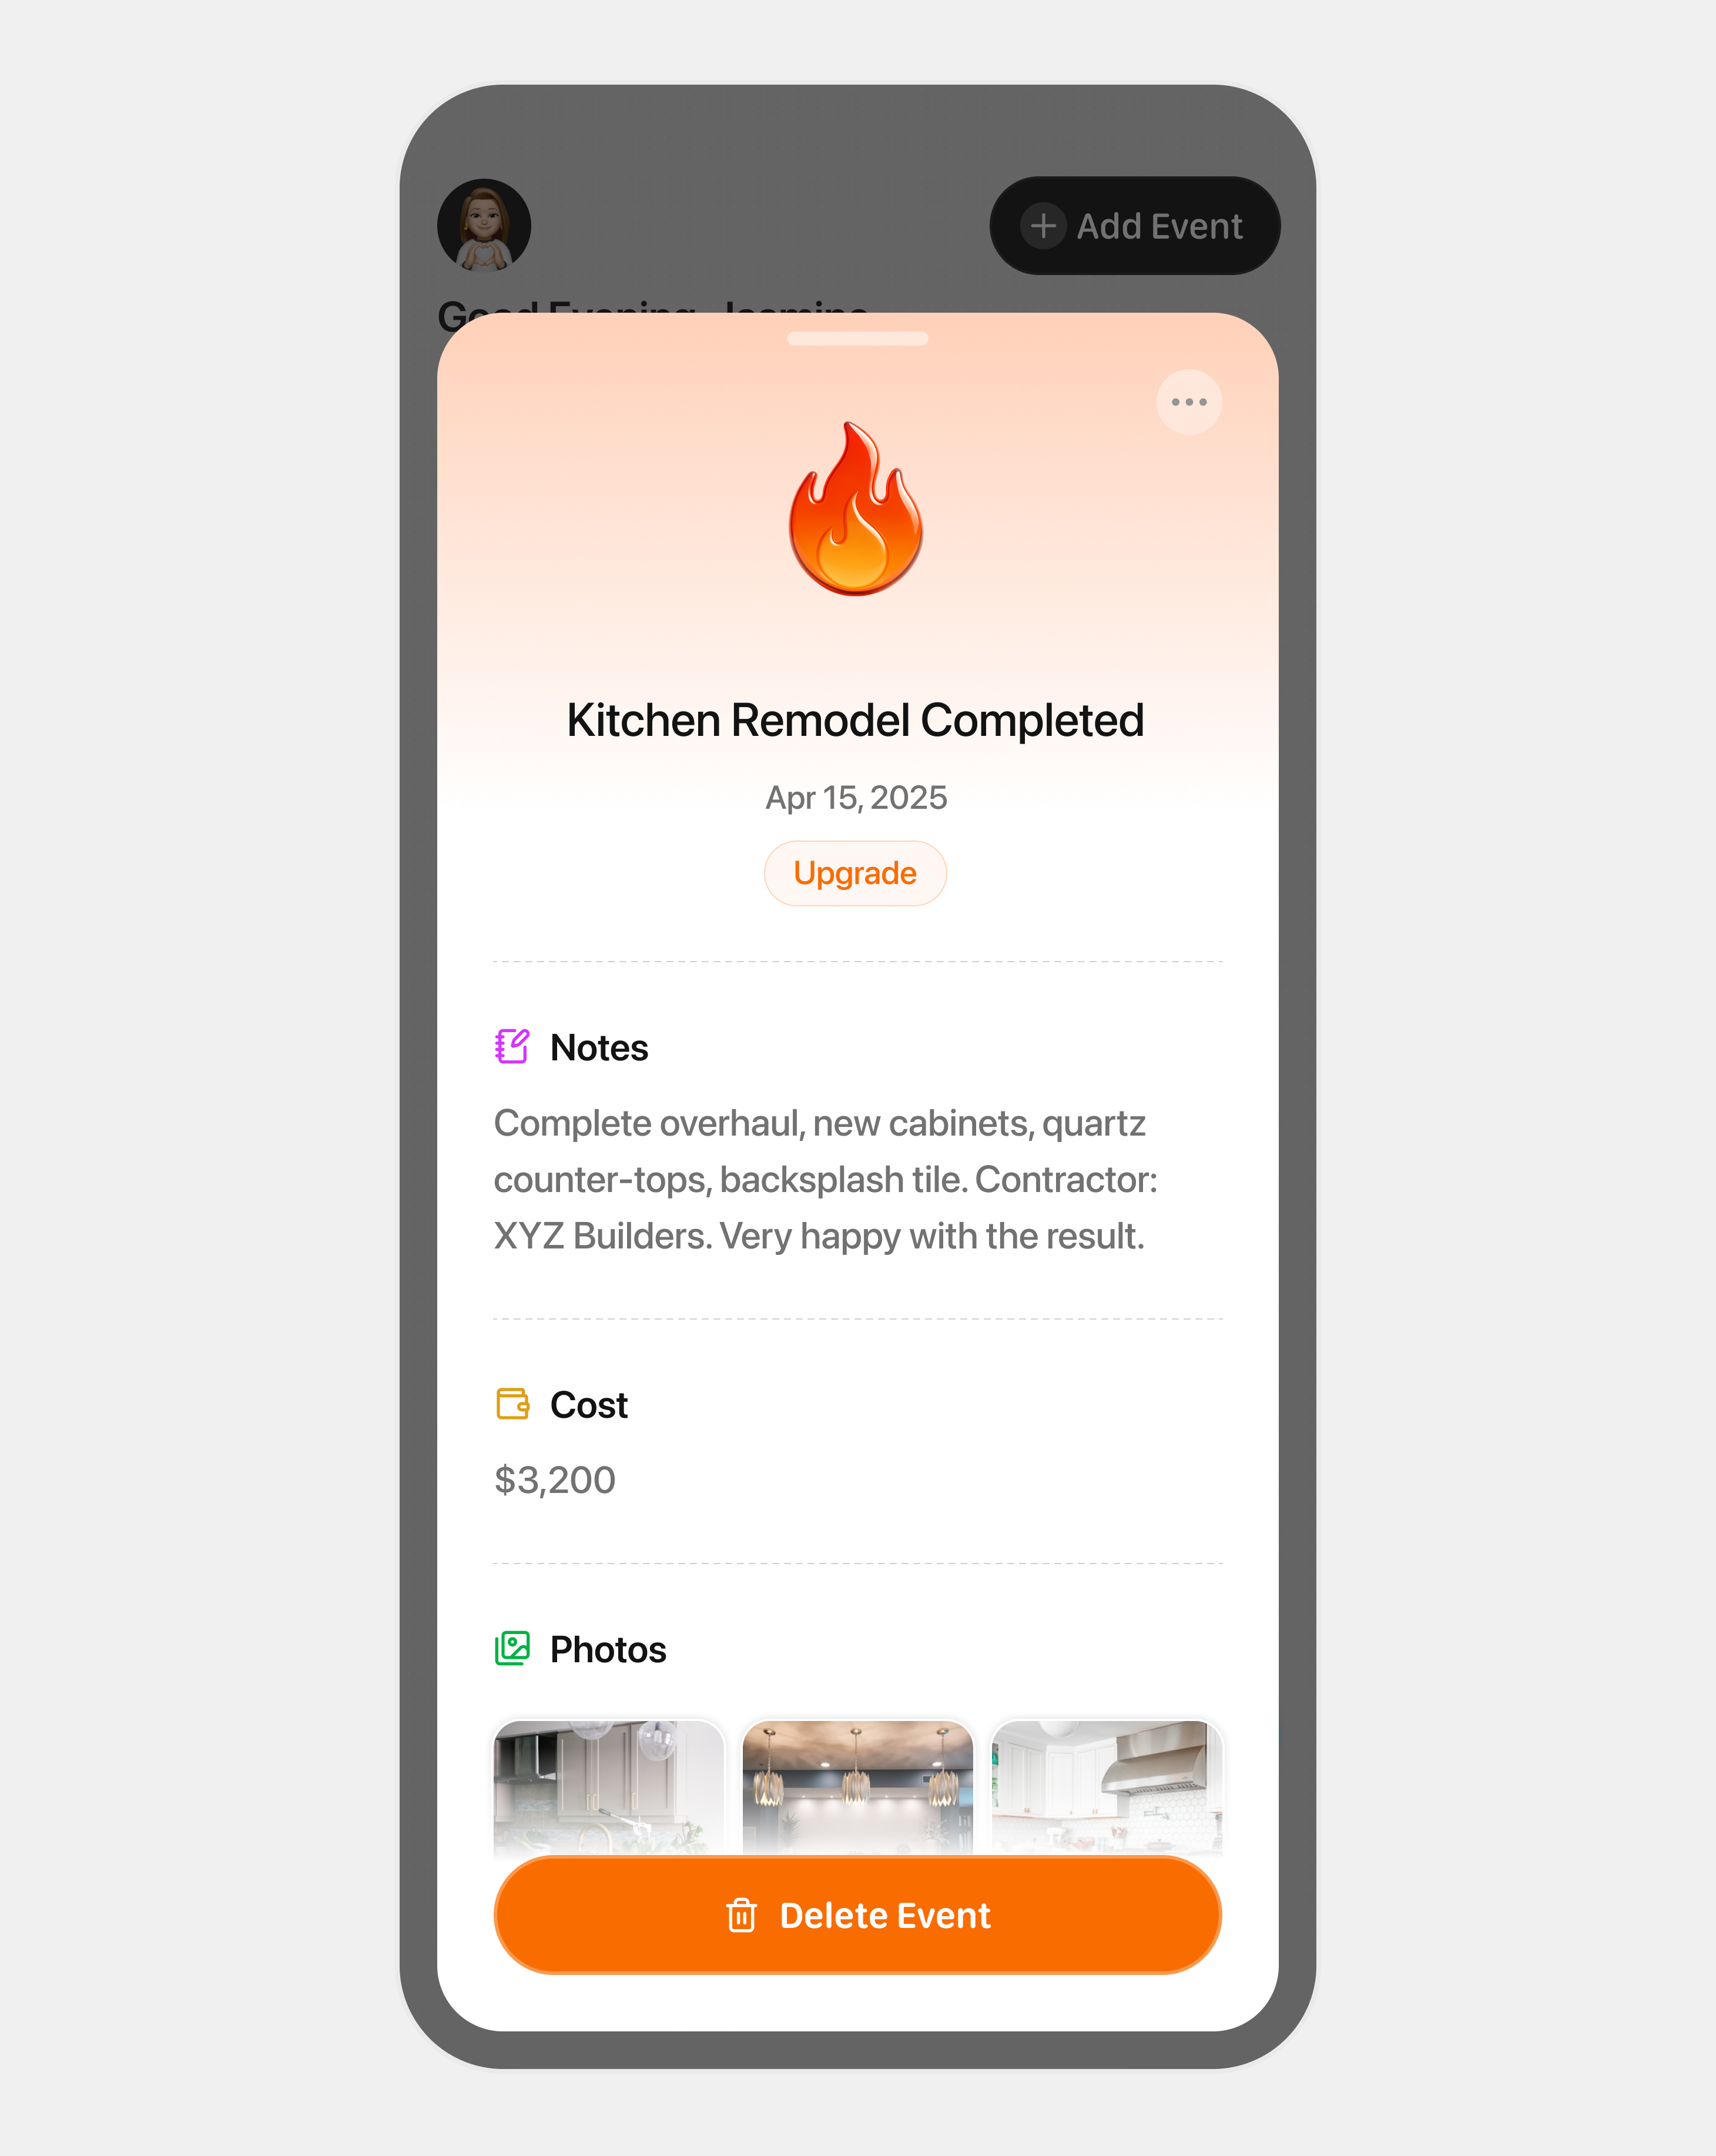 Add Event
Good Evening, Jasmine
Kitchen Remodel Completed
Apr 15, 2025
Upgrade
Notes
Complete overhaul, new cabinets, quartz
counter-tops, backsplash tile. Contractor:
XYZ Builders. Very happy with the result.
Cost
$3,200
Photos
Delete Event